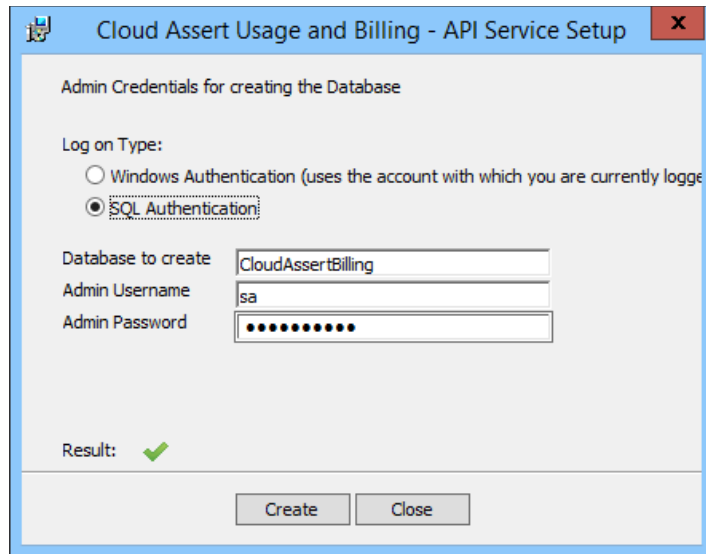 Cloud Assert Usage and Billing - API Service Setup x
Admin Credentials for creating the Database
Log on Type:
Windows Authentication (uses the account with which you are currently logge
SQL Authentication
Database to create CloudAssertBilling
Admin Username sa
Admin Password ●●●●●●●●●●
Result:
Create Close